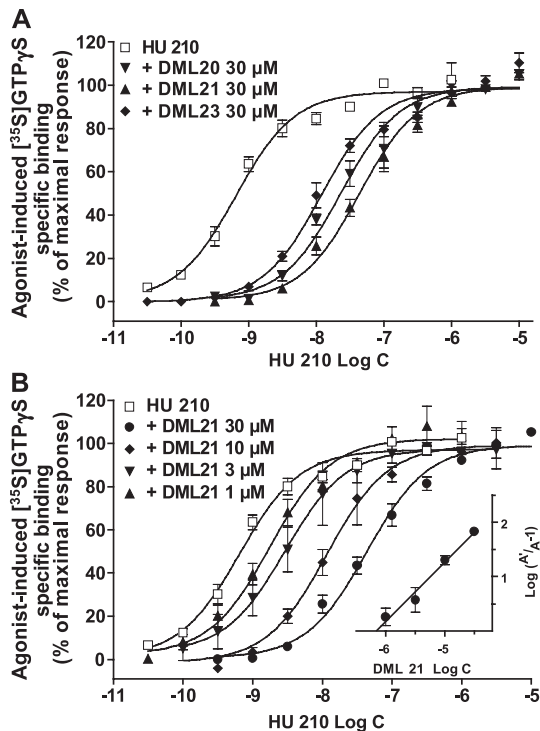 A
Agonist-induced [³⁵S]GTPγS
specific binding
(% of maximal response)
120
100
80
60
40
20
0
HU 210
+ DML20 30 µM
+ DML21 30 µM
+ DML23 30 µM
-11
-10
-9
-8
-7
-6
-5
HU 210 Log C
B
Agonist-induced [³⁵S]GTPγS
specific binding
(% of maximal response)
120
100
80
60
40
20
0
HU 210
+ DML21 30 µM
+ DML21 10 µM
+ DML21 3 µM
+ DML21 1 µM
2
1
Log (A'/A-1)
-6
-5
DML 21 Log C
-11
-10
-9
-8
-7
-6
-5
HU 210 Log C